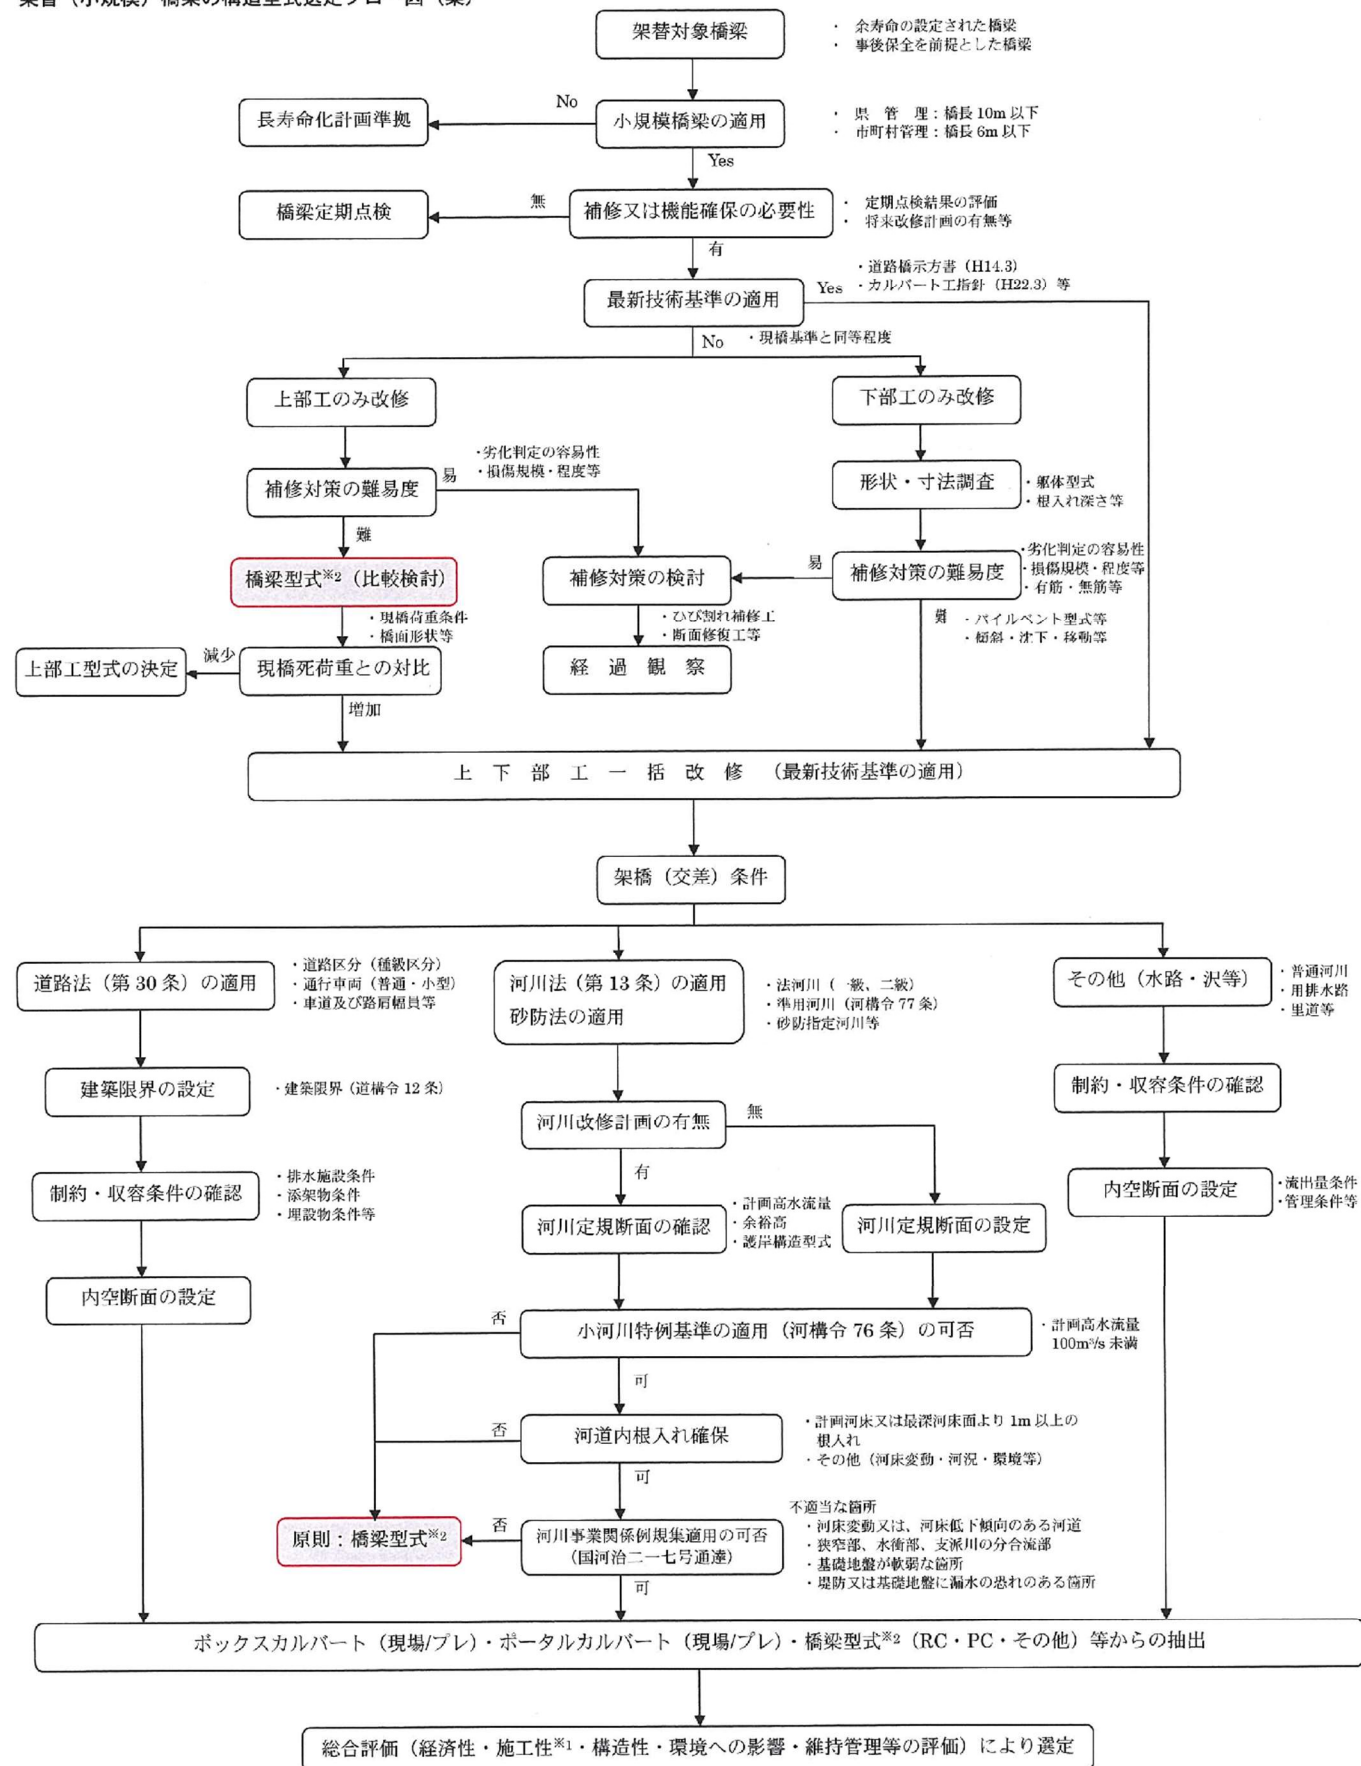 架替（小規模）橋梁の構造型式選定フロー図（案）
架替対象橋梁
・ 余寿命の設定された橋梁
・ 事後保全を前提とした橋梁
No
長寿命化計画準拠
小規模橋梁の適用
・ 県 管 理：橋長 10m 以下
・ 市町村管理：橋長 6m 以下
Yes
無
橋梁定期点検
補修又は機能確保の必要性
・ 定期点検結果の評価
・ 将来改修計画の有無等
有
・道路橋示方書（H14.3）
最新技術基準の適用
Yes
・カルバート工指針（H22.3）等
No
・現橋基準と同等程度
上部工のみ改修
下部工のみ改修
・劣化判定の容易性
・損傷規模・程度等
補修対策の難易度
易
形状・寸法調査
・躯体型式
・根入れ深さ等
難
橋梁型式※2（比較検討）
補修対策の検討
易
補修対策の難易度
・劣化判定の容易性
・損傷規模・程度等
・有筋・無筋等
・現橋荷重条件
・橋面形状等
・ひび割れ補修工
・断面修復工等
難
・パイルベント型式等
・傾斜・沈下・移動等
上部工型式の決定
減少
現橋死荷重との対比
経 過 観 察
増加
上 下 部 工 一 括 改 修 （最新技術基準の適用）
架橋（交差）条件
道路法（第 30 条）の適用
・道路区分（種級区分）
・通行車両（普通・小型）
・車道及び路肩幅員等
河川法（第 13 条）の適用
砂防法の適用
・法河川（一級、二級）
・準用河川（河構令 77 条）
・砂防指定河川等
その他（水路・沢等）
・普通河川
・用排水路
・里道等
建築限界の設定
・建築限界（道構令 12 条）
制約・収容条件の確認
河川改修計画の有無
無
有
制約・収容条件の確認
・排水施設条件
・添架物条件
・埋設物条件等
内空断面の設定
・流出量条件
・管理条件等
河川定規断面の確認
・計画高水流量
・余裕高
・護岸構造型式
河川定規断面の設定
内空断面の設定
否
小河川特例基準の適用（河構令 76 条）の可否
・計画高水流量
100m³/s 未満
可
否
河道内根入れ確保
・計画河床又は最深河床面より 1m 以上の
根入れ
・その他（河床変動・河況・環境等）
可
原則：橋梁型式※2
否
河川事業関係例規集適用の可否
（国河治二一七号通達）
不適当な箇所
・河床変動又は、河床低下傾向のある河道
・狭窄部、水衝部、支派川の分合流部
・基礎地盤が軟弱な箇所
・堤防又は基礎地盤に漏水の恐れのある箇所
可
ボックスカルバート（現場/プレ）・ポータルカルバート（現場/プレ）・橋梁型式※2（RC・PC・その他）等からの抽出
総合評価（経済性・施工性※1・構造性・環境への影響・維持管理等の評価）により選定